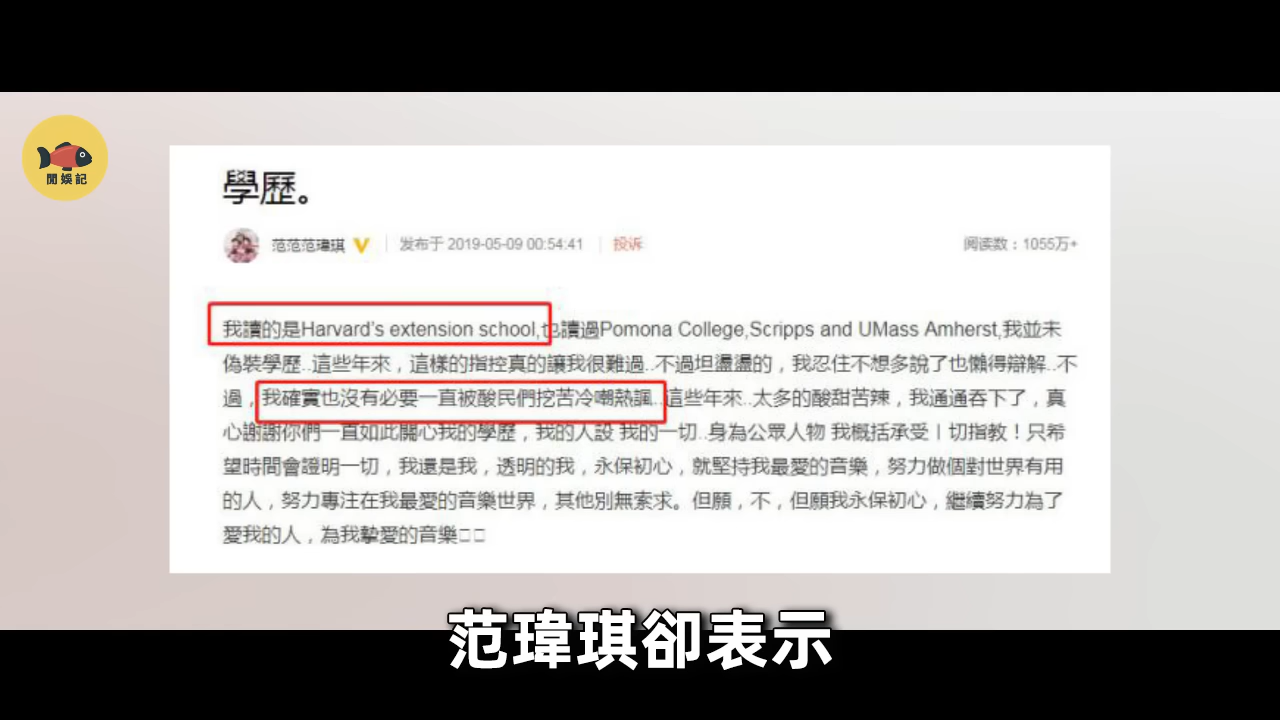 學歷。
閒娛記
范范范瑋琪 发布于 2019-05-09 00:54:41 投诉 阅读数：1055万+
我讀的是Harvard's extension school,也讀過Pomona College,Scripps and UMass Amherst,我並未
偽裝學歷..這些年來，這樣的指控真的讓我很難過..不過坦盪盪的，我忍住不想多說了也懶得辯解..不
過，我確實也沒有必要一直被酸民們挖苦冷嘲熱諷..這些年來..太多的酸甜苦辣，我通通吞下了，真
心謝謝你們一直如此關心我的學歷，我的人設 我的一切..身為公眾人物 我概括承受丨切指教！只希
望時間會證明一切，我還是我，透明的我，永保初心，就堅持我最愛的音樂，努力做個對世界有用
的人，努力專注在我最愛的音樂世界，其他別無索求。但願，不，但願我永保初心，繼續努力為了
愛我的人，為我摯愛的音樂□□
范瑋琪卻表示